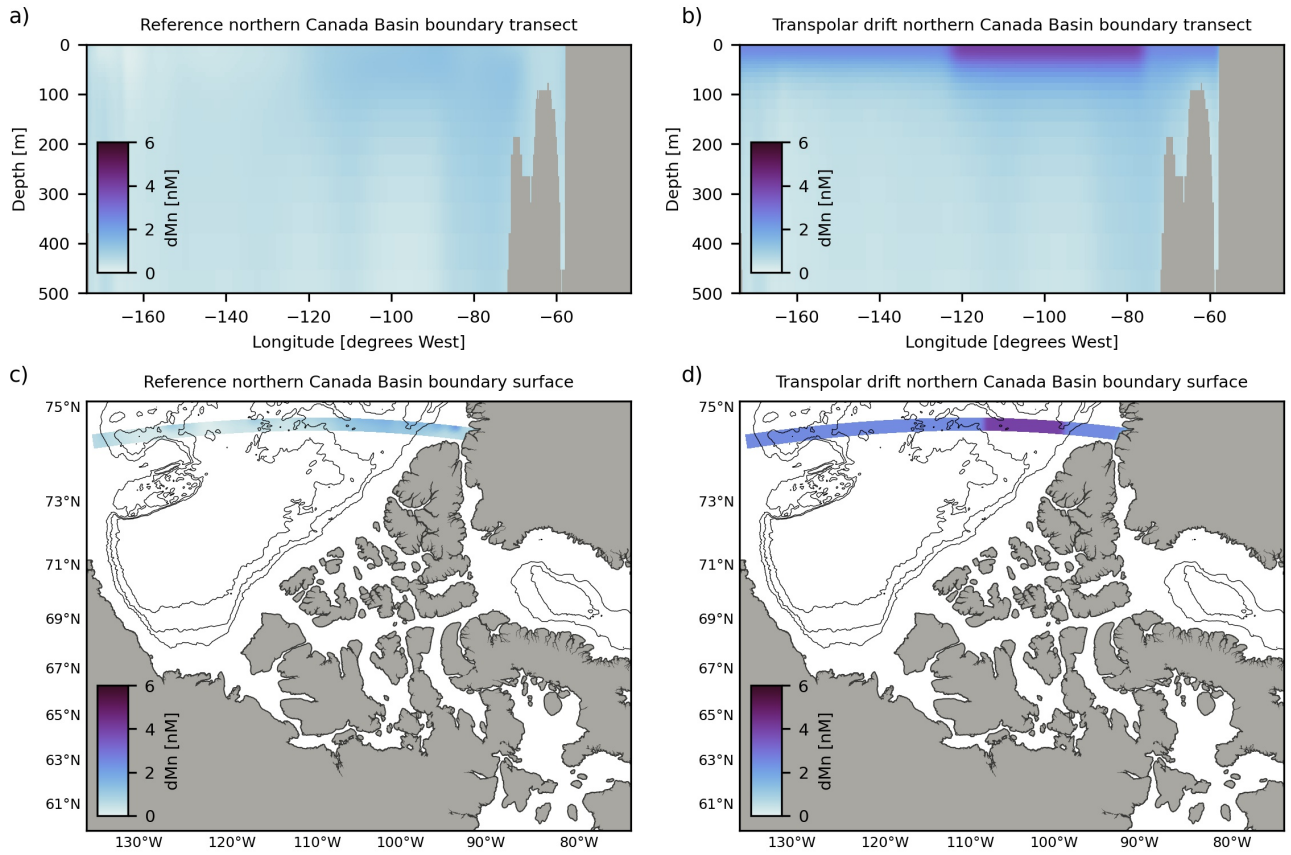 a)
Reference northern Canada Basin boundary transect
0
100
200
300
400
500
Depth [m]
6
4
2
0
dMn [nM]
−160
−140
−120
−100
−80
−60
Longitude [degrees West]
b)
Transpolar drift northern Canada Basin boundary transect
0
100
200
300
400
500
Depth [m]
6
4
2
0
dMn [nM]
−160
−140
−120
−100
−80
−60
Longitude [degrees West]
c)
Reference northern Canada Basin boundary surface
75°N
73°N
71°N
69°N
67°N
65°N
63°N
61°N
6
4
2
0
dMn [nM]
130°W
120°W
110°W
100°W
90°W
80°W
d)
Transpolar drift northern Canada Basin boundary surface
75°N
73°N
71°N
69°N
67°N
65°N
63°N
61°N
6
4
2
0
dMn [nM]
130°W
120°W
110°W
100°W
90°W
80°W